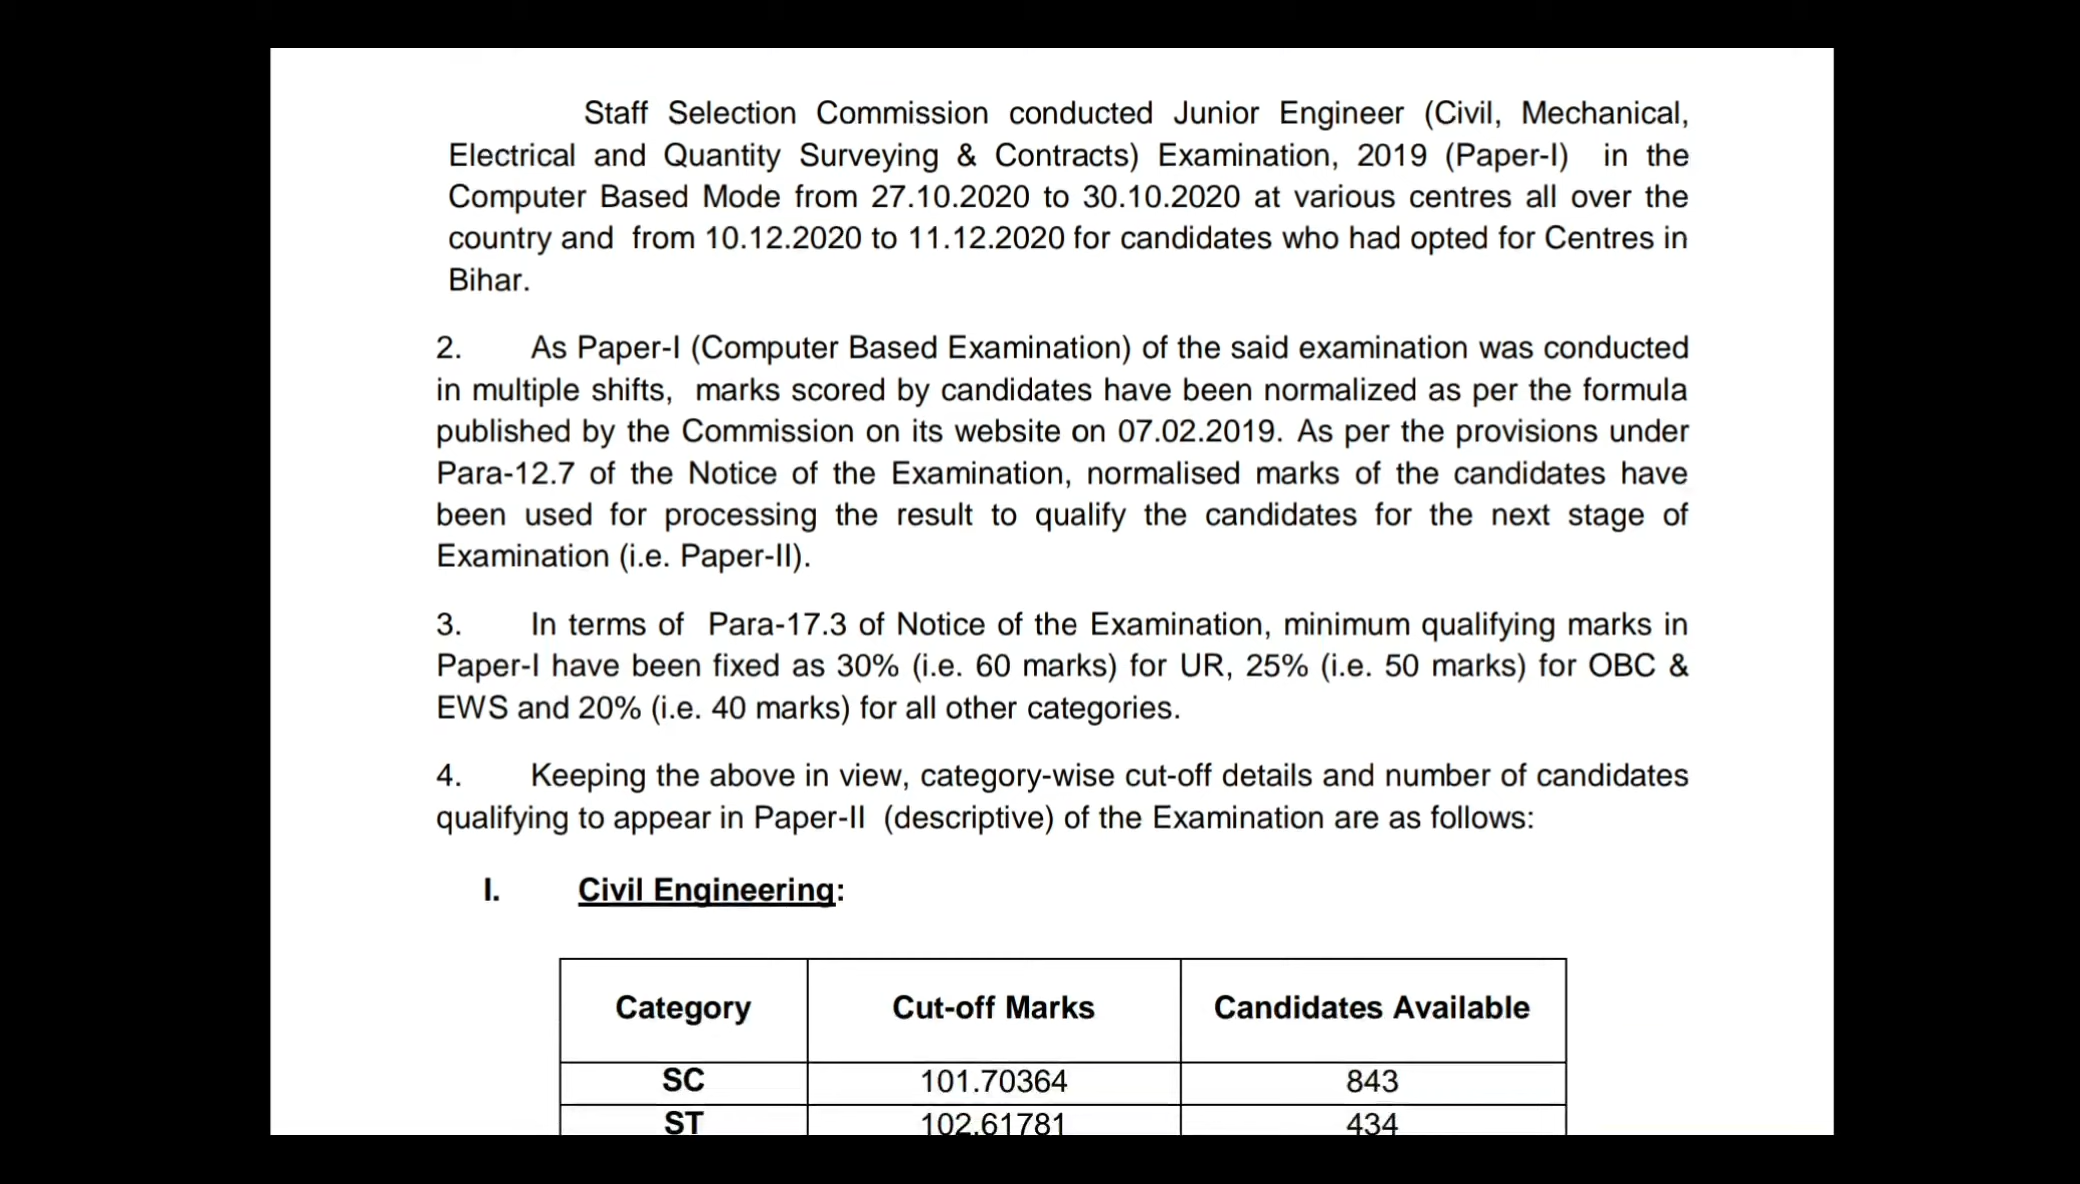 Staff Selection Commission conducted Junior Engineer (Civil, Mechanical,
Electrical and Quantity Surveying & Contracts) Examination, 2019 (Paper-I) in the
Computer Based Mode from 27.10.2020 to 30.10.2020 at various centres all over the
country and from 10.12.2020 to 11.12.2020 for candidates who had opted for Centres in
Bihar.
2. As Paper-I (Computer Based Examination) of the said examination was conducted
in multiple shifts, marks scored by candidates have been normalized as per the formula
published by the Commission on its website on 07.02.2019. As per the provisions under
Para-12.7 of the Notice of the Examination, normalised marks of the candidates have
been used for processing the result to qualify the candidates for the next stage of
Examination (i.e. Paper-II).
3. In terms of Para-17.3 of Notice of the Examination, minimum qualifying marks in
Paper-I have been fixed as 30% (i.e. 60 marks) for UR, 25% (i.e. 50 marks) for OBC &
EWS and 20% (i.e. 40 marks) for all other categories.
4. Keeping the above in view, category-wise cut-off details and number of candidates
qualifying to appear in Paper-II (descriptive) of the Examination are as follows:
I. Civil Engineering:
Category Cut-off Marks Candidates Available
SC 101.70364 843
ST 102.61781 434